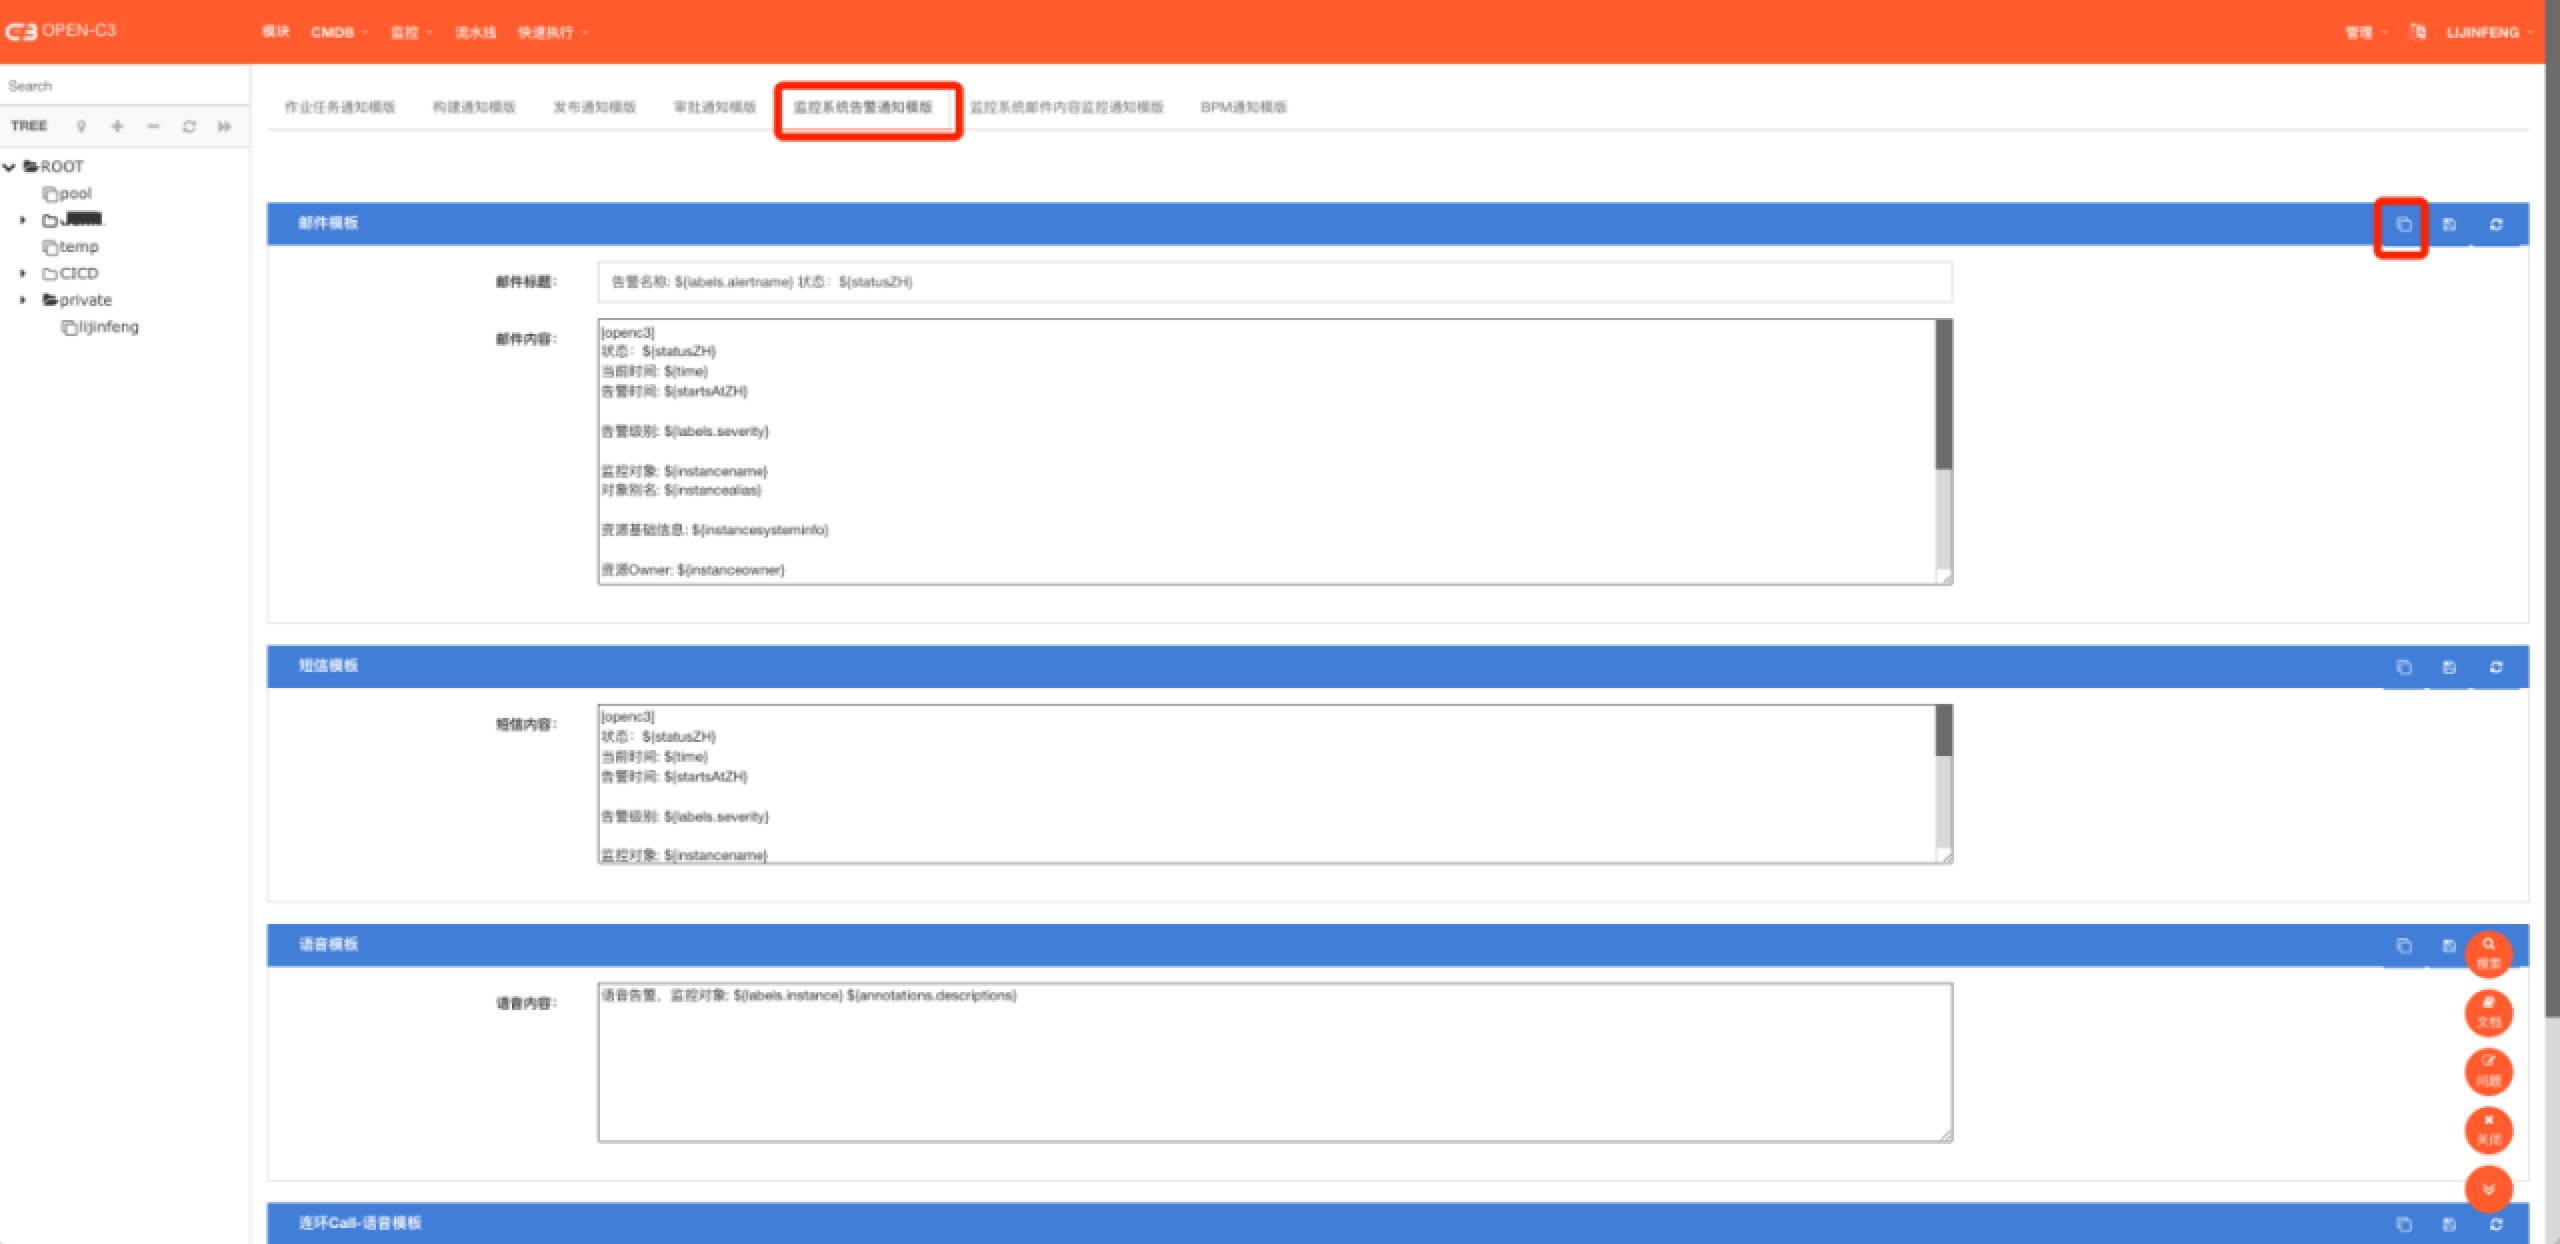 OPEN-C3
模块 CMDB 监控 流水线 快速执行
管理 LIJINFENG
Search
TREE
ROOT
pool
temp
CICD
private
lijinfeng
作业任务通知模版 构建通知模版 发布通知模版 审批通知模版 监控系统告警通知模版 监控系统邮件内容监控通知模版 BPM通知模版
邮件模板
邮件标题：
告警名称: ${labels.alertname} 状态：${statusZH}
邮件内容：
[openc3]
状态：${statusZH}
当前时间: ${time}
告警时间: ${startsAtZH}
告警级别: ${labels.severity}
监控对象: ${instancename}
对象别名: ${instancealias}
资源基础信息: ${instancesysteminfo}
资源Owner: ${instanceowner}
短信模板
短信内容：
[openc3]
状态：${statusZH}
当前时间: ${time}
告警时间: ${startsAtZH}
告警级别: ${labels.severity}
监控对象: ${instancename}
语音模板
语音内容：
语音告警，监控对象: ${labels.instance} ${annotations.descriptions}
搜索
文档
问题
关闭
连环Call-语音模板